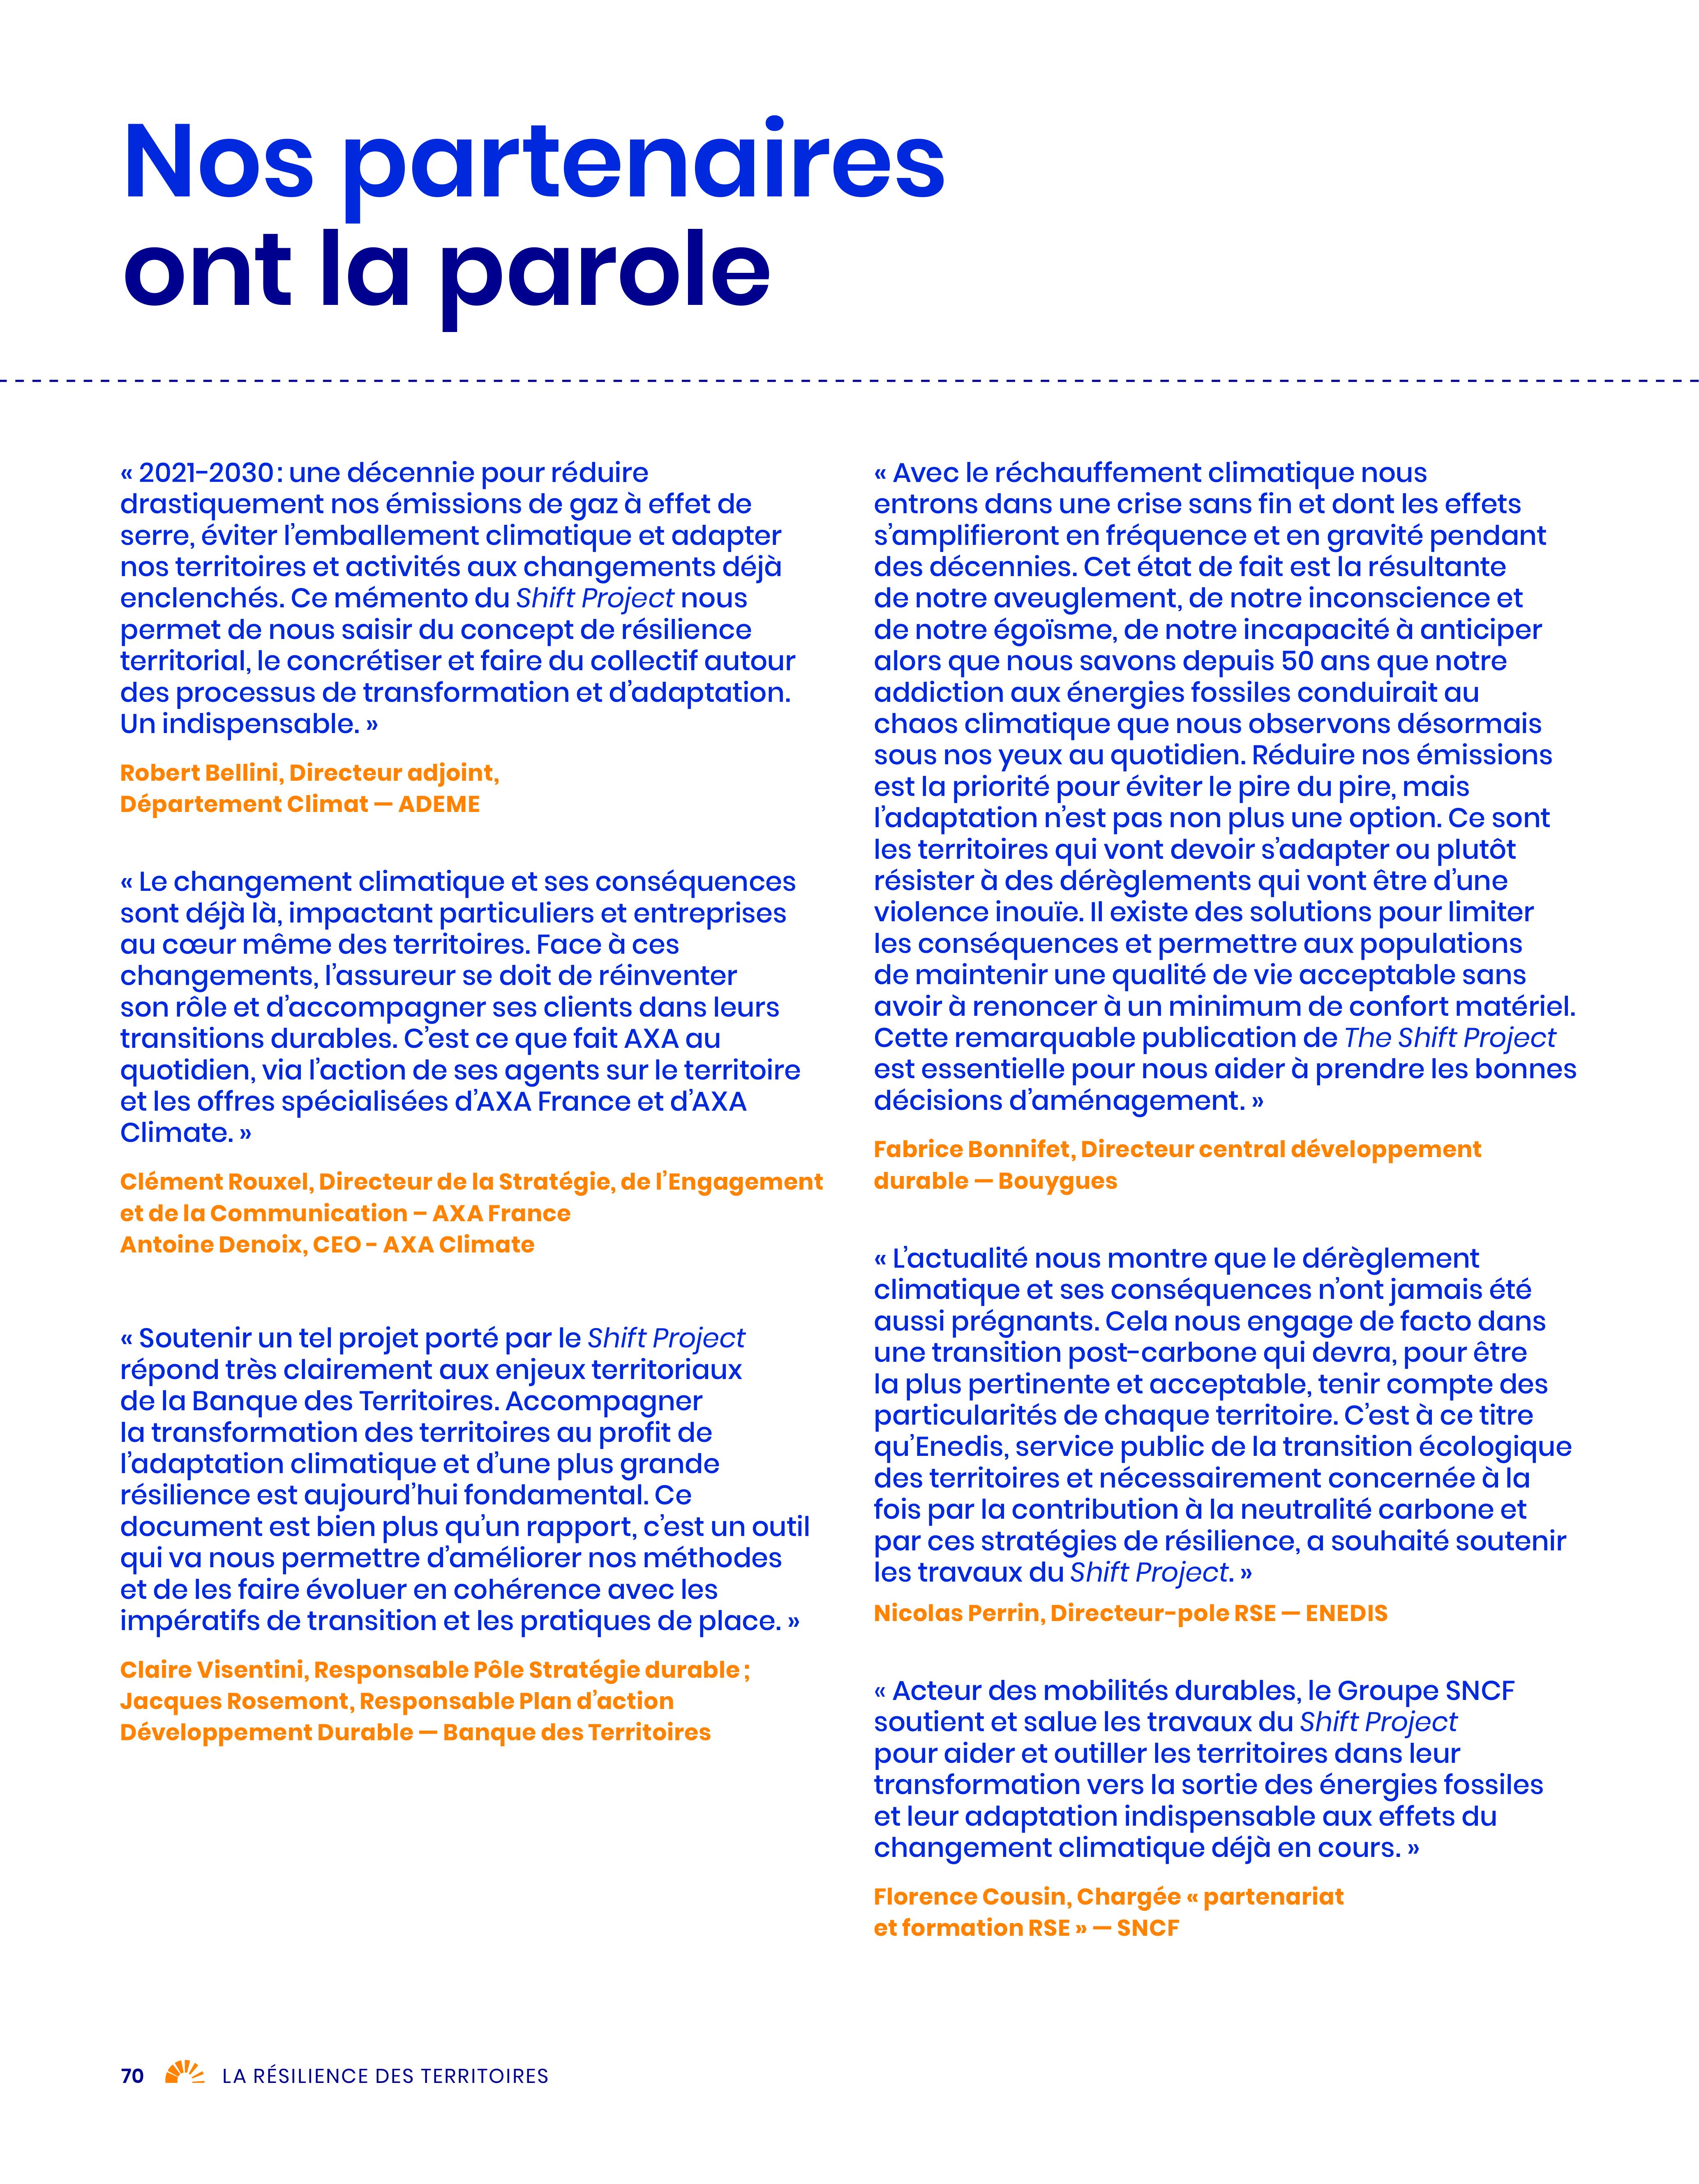 Nos partenaires
ont la parole
« 2021-2030 : une décennie pour réduire
drastiquement nos émissions de gaz à effet de
serre, éviter l’emballement climatique et adapter
nos territoires et activités aux changements déjà
enclenchés. Ce mémento du Shift Project nous
permet de nous saisir du concept de résilience
territorial, le concrétiser et faire du collectif autour
des processus de transformation et d’adaptation.
Un indispensable. »
Robert Bellini, Directeur adjoint,
Département Climat — ADEME
« Le changement climatique et ses conséquences
sont déjà là, impactant particuliers et entreprises
au cœur même des territoires. Face à ces
changements, l’assureur se doit de réinventer
son rôle et d’accompagner ses clients dans leurs
transitions durables. C’est ce que fait AXA au
quotidien, via l’action de ses agents sur le territoire
et les offres spécialisées d’AXA France et d’AXA
Climate. »
Clément Rouxel, Directeur de la Stratégie, de l’Engagement
et de la Communication – AXA France
Antoine Denoix, CEO - AXA Climate
« Soutenir un tel projet porté par le Shift Project
répond très clairement aux enjeux territoriaux
de la Banque des Territoires. Accompagner
la transformation des territoires au profit de
l’adaptation climatique et d’une plus grande
résilience est aujourd’hui fondamental. Ce
document est bien plus qu’un rapport, c’est un outil
qui va nous permettre d’améliorer nos méthodes
et de les faire évoluer en cohérence avec les
impératifs de transition et les pratiques de place. »
Claire Visentini, Responsable Pôle Stratégie durable ;
Jacques Rosemont, Responsable Plan d’action
Développement Durable — Banque des Territoires
« Avec le réchauffement climatique nous
entrons dans une crise sans fin et dont les effets
s’amplifieront en fréquence et en gravité pendant
des décennies. Cet état de fait est la résultante
de notre aveuglement, de notre inconscience et
de notre égoïsme, de notre incapacité à anticiper
alors que nous savons depuis 50 ans que notre
addiction aux énergies fossiles conduirait au
chaos climatique que nous observons désormais
sous nos yeux au quotidien. Réduire nos émissions
est la priorité pour éviter le pire du pire, mais
l’adaptation n’est pas non plus une option. Ce sont
les territoires qui vont devoir s’adapter ou plutôt
résister à des dérèglements qui vont être d’une
violence inouïe. Il existe des solutions pour limiter
les conséquences et permettre aux populations
de maintenir une qualité de vie acceptable sans
avoir à renoncer à un minimum de confort matériel.
Cette remarquable publication de The Shift Project
est essentielle pour nous aider à prendre les bonnes
décisions d’aménagement. »
Fabrice Bonnifet, Directeur central développement
durable — Bouygues
« L’actualité nous montre que le dérèglement
climatique et ses conséquences n’ont jamais été
aussi prégnants. Cela nous engage de facto dans
une transition post-carbone qui devra, pour être
la plus pertinente et acceptable, tenir compte des
particularités de chaque territoire. C’est à ce titre
qu’Enedis, service public de la transition écologique
des territoires et nécessairement concernée à la
fois par la contribution à la neutralité carbone et
par ces stratégies de résilience, a souhaité soutenir
les travaux du Shift Project. »
Nicolas Perrin, Directeur-pole RSE — ENEDIS
« Acteur des mobilités durables, le Groupe SNCF
soutient et salue les travaux du Shift Project
pour aider et outiller les territoires dans leur
transformation vers la sortie des énergies fossiles
et leur adaptation indispensable aux effets du
changement climatique déjà en cours. »
Florence Cousin, Chargée « partenariat
et formation RSE » — SNCF
70 LA RÉSILIENCE DES TERRITOIRES